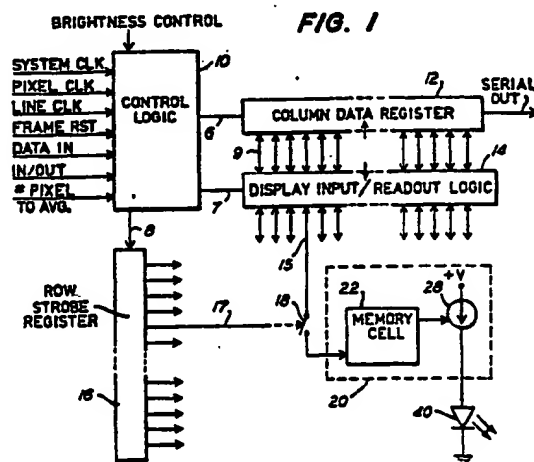 BRIGHTNESS CONTROL
FIG. 1
SYSTEM CLK
PIXEL CLK
LINE CLK
FRAME RST
DATA IN
IN/OUT
# PIXEL
TO AVG.
10
CONTROL
LOGIC
6
7
8
9
12
COLUMN DATA REGISTER
SERIAL
OUT
14
DISPLAY INPUT/READOUT LOGIC
15
ROW
STROBE
REGISTER
16
17
18
22
MEMORY
CELL
+V
28
20
40